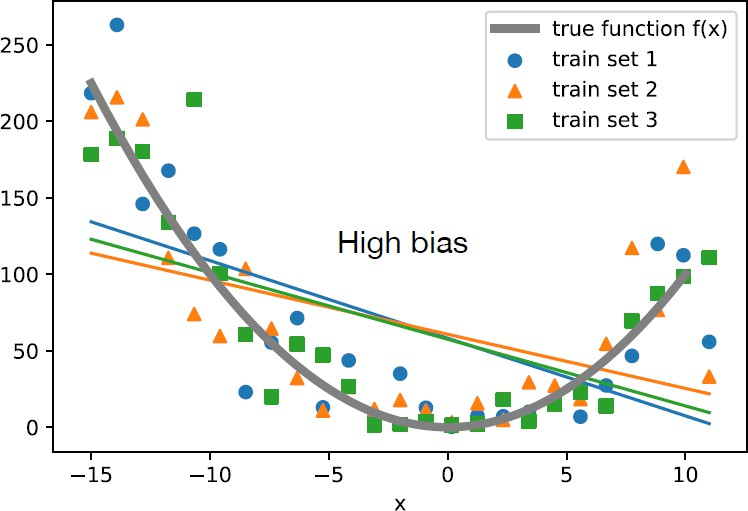 true function f(x)
train set 1
train set 2
train set 3
High bias
250
200
150
100
50
0
−15
−10
−5
0
5
10
x